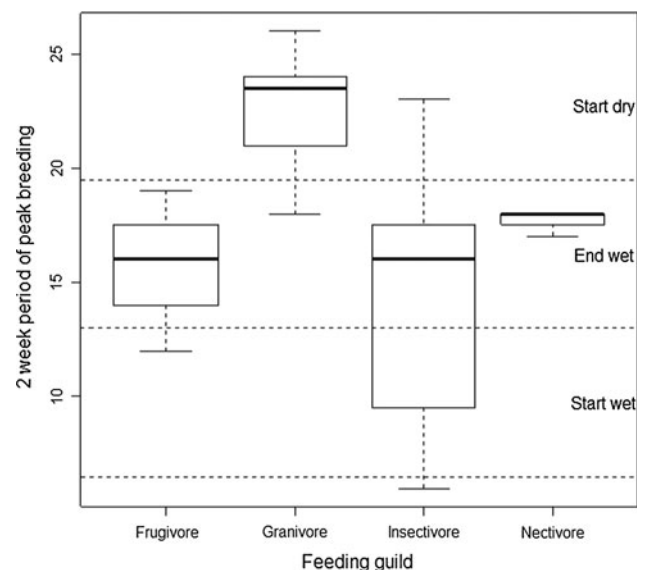 2 week period of peak breeding
25
20
15
10
Start dry
End wet
Start wet
Frugivore Granivore Insectivore Nectivore
Feeding guild